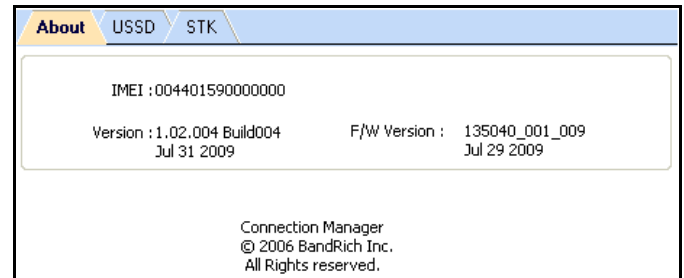 About USSD STK
IMEI : 004401590000000
Version : 1.02.004 Build004 F/W Version : 135040_001_009
Jul 31 2009 Jul 29 2009
Connection Manager
© 2006 BandRich Inc.
All Rights reserved.